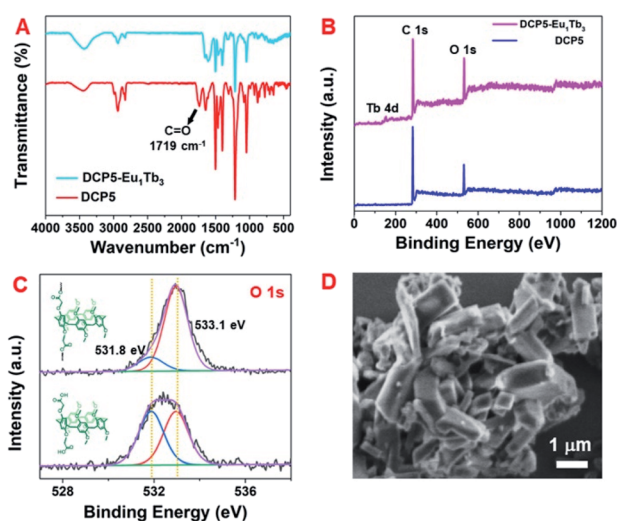 A
Transmittance (%)
C=O
1719 cm⁻¹
DCP5-Eu₁Tb₃
DCP5
4000 3500 3000 2500 2000 1500 1000 500
Wavenumber (cm⁻¹)
B
Intensity (a.u.)
C 1s
O 1s
Tb 4d
DCP5-Eu₁Tb₃
DCP5
0 200 400 600 800 1000 1200
Binding Energy (eV)
C
Intensity (a.u.)
O 1s
533.1 eV
531.8 eV
528 532 536
Binding Energy (eV)
D
1 μm